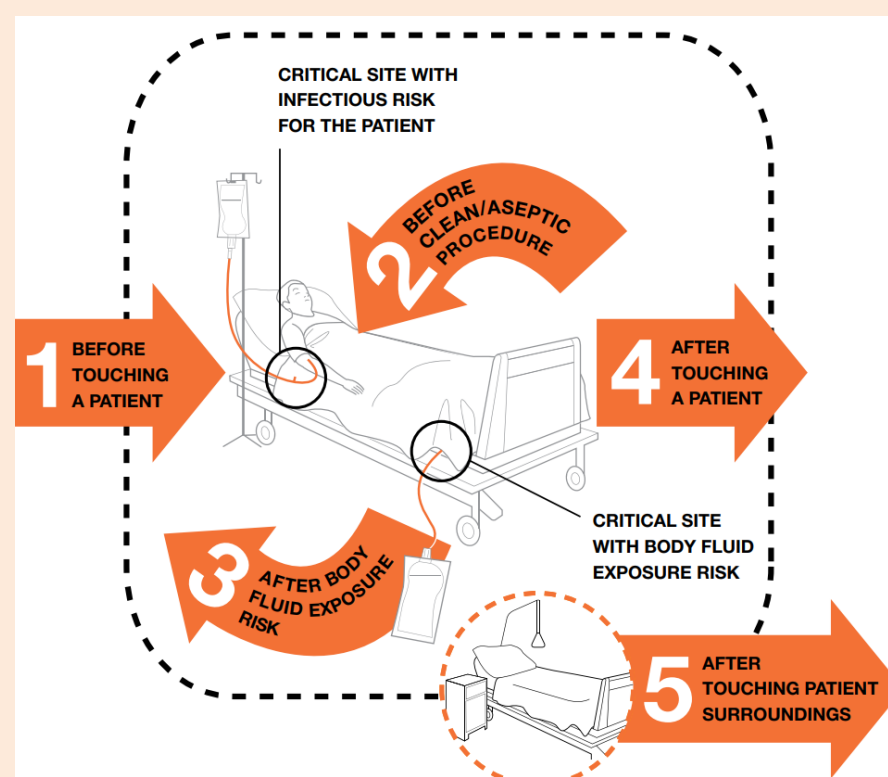 CRITICAL SITE WITH
INFECTIOUS RISK
FOR THE PATIENT
2
BEFORE
CLEAN/ASEPTIC
PROCEDURE
1
BEFORE
TOUCHING
A PATIENT
4
AFTER
TOUCHING
A PATIENT
3
AFTER BODY
FLUID EXPOSURE
RISK
CRITICAL SITE
WITH BODY FLUID
EXPOSURE RISK
5
AFTER
TOUCHING PATIENT
SURROUNDINGS